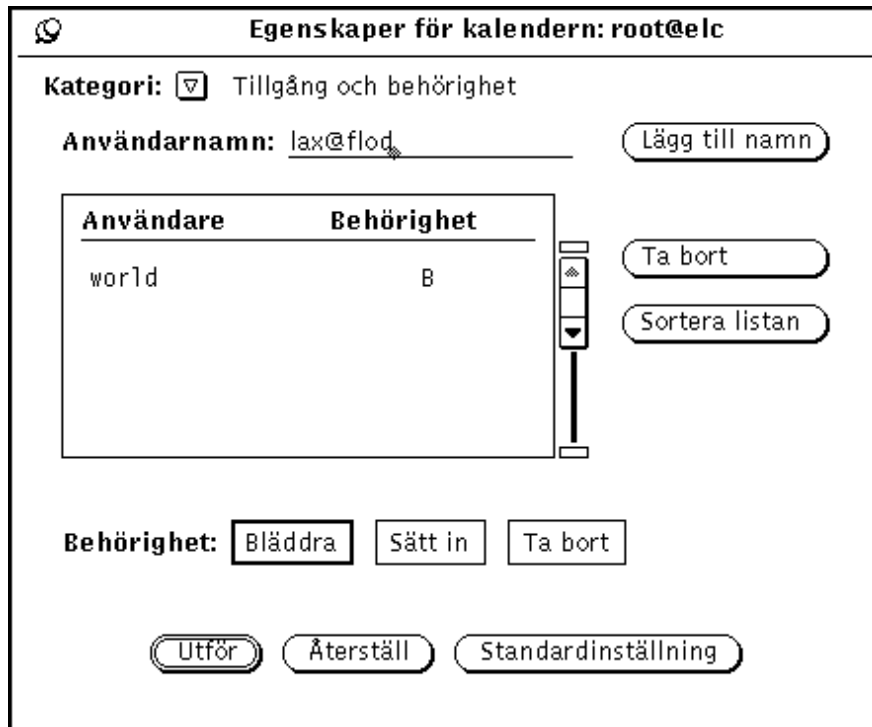 Egenskaper för kalendern: root@elc
Kategori: Tillgång och behörighet
Användarnamn: lax@flod Lägg till namn
Användare Behörighet
world B
Ta bort
Sortera listan
Behörighet: Bläddra Sätt in Ta bort
Utför Återställ Standardinställning